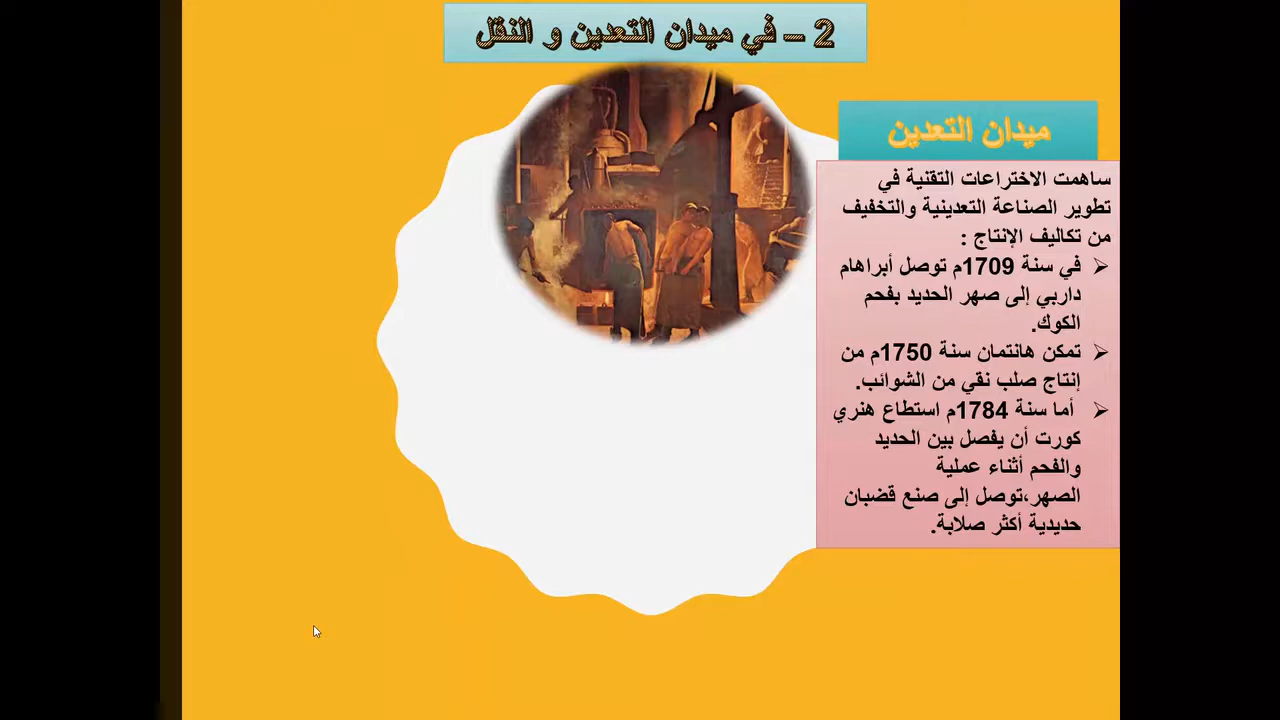 2 – في ميدان التعدين و النقل
ميدان التعدين
ساهمت الاختراعات التقنية في
تطوير الصناعة التعدينية والتخفيف
من تكاليف الإنتاج :
في سنة 1709م توصل أبراهام
داربي إلى صهر الحديد بفحم
الكوك.
تمكن هانتمان سنة 1750م من
إنتاج صلب نقي من الشوائب.
أما سنة 1784م استطاع هنري
كورت أن يفصل بين الحديد
والفحم أثناء عملية
الصهر،توصل إلى صنع قضبان
حديدية أكثر صلابة.